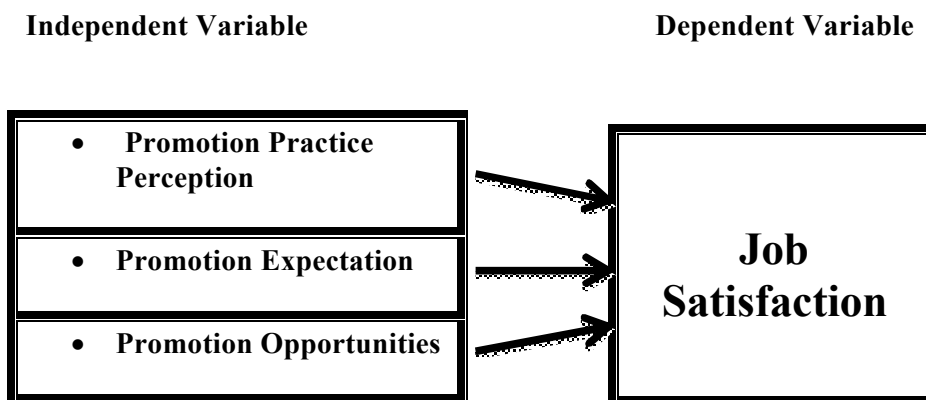 Independent Variable
Dependent Variable
• Promotion Practice
Perception
• Promotion Expectation
• Promotion Opportunities
Job
Satisfaction